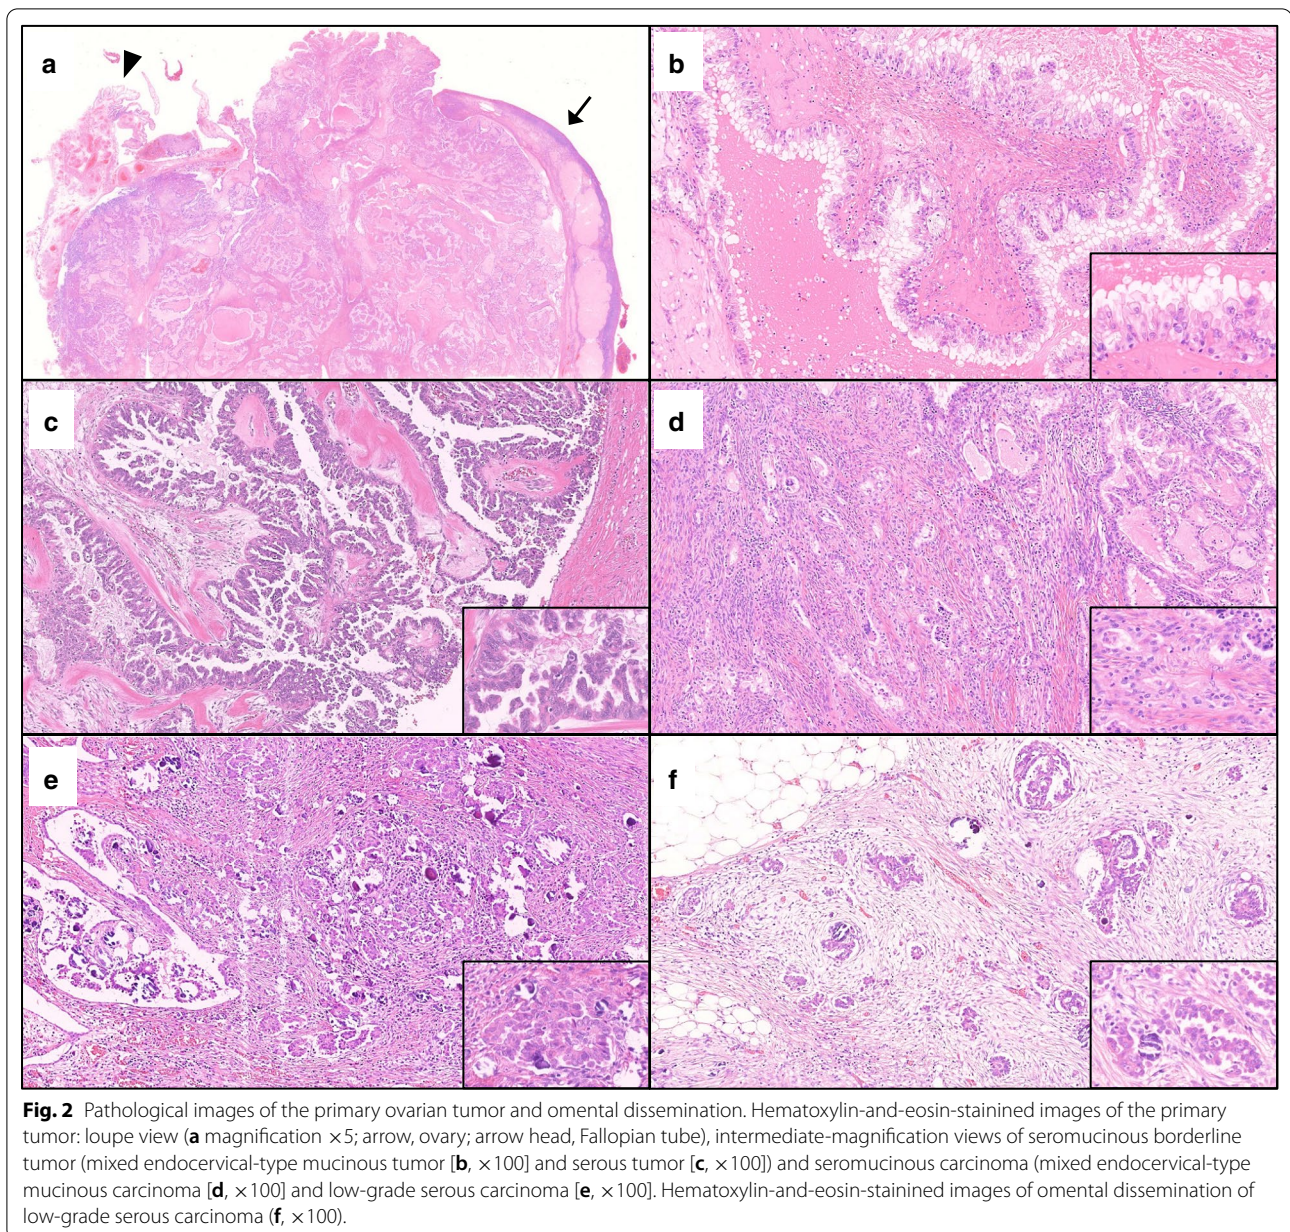 a
b
c
d
e
f
Fig. 2 Pathological images of the primary ovarian tumor and omental dissemination. Hematoxylin-and-eosin-stainined images of the primary
tumor: loupe view (a magnification ×5; arrow, ovary; arrow head, Fallopian tube), intermediate-magnification views of seromucinous borderline
tumor (mixed endocervical-type mucinous tumor [b, ×100] and serous tumor [c, ×100]) and seromucinous carcinoma (mixed endocervical-type
mucinous carcinoma [d, ×100] and low-grade serous carcinoma [e, ×100]. Hematoxylin-and-eosin-stainined images of omental dissemination of
low-grade serous carcinoma (f, ×100).